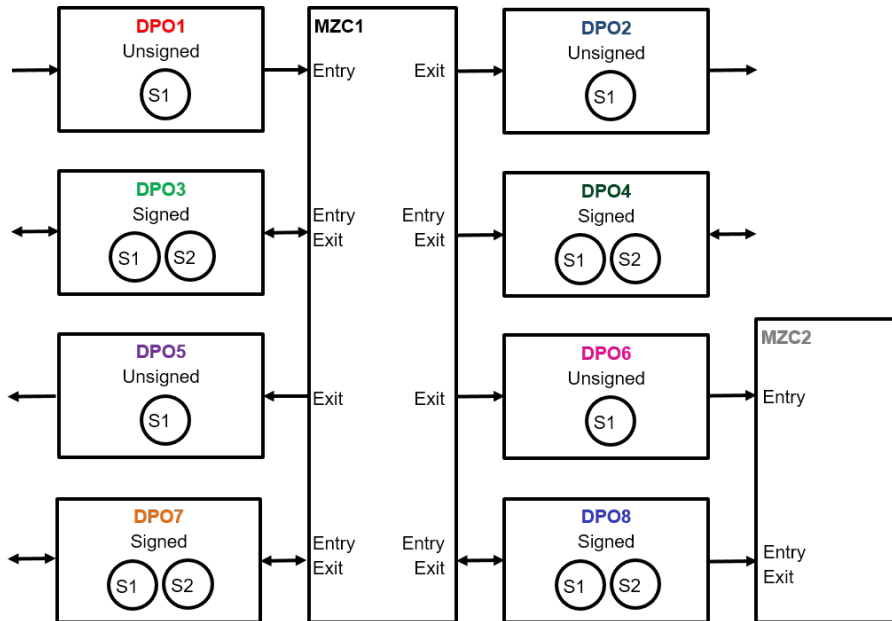 DPO1
Unsigned
S1
MZC1
Entry
Exit
DPO2
Unsigned
S1
DPO3
Signed
S1
S2
Entry
Exit
Entry
Exit
DPO4
Signed
S1
S2
DPO5
Unsigned
S1
Exit
Exit
DPO6
Unsigned
S1
MZC2
Entry
DPO7
Signed
S1
S2
Entry
Exit
Entry
Exit
DPO8
Signed
S1
S2
Entry
Exit